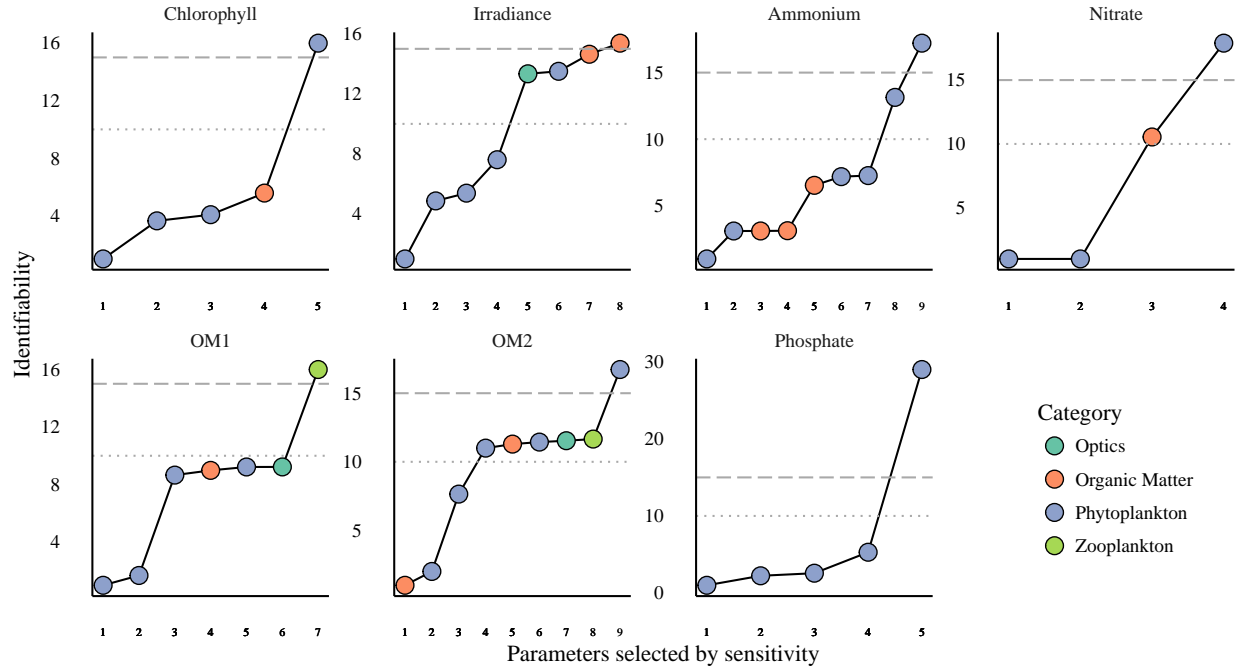 Chlorophyll
Irradiance
Ammonium
Nitrate
16
12
8
4
1 2 3 4 5
16
12
8
4
1 2 3 4 5 6 7 8
15
10
5
1 2 3 4 5 6 7 8 9
15
10
5
1 2 3 4
Identifiability
OM1
OM2
Phosphate
16
12
8
4
1 2 3 4 5 6 7
15
10
5
1 2 3 4 5 6 7 8 9
30
20
10
0
1 2 3 4 5
Category
Optics
Organic Matter
Phytoplankton
Zooplankton
Parameters selected by sensitivity